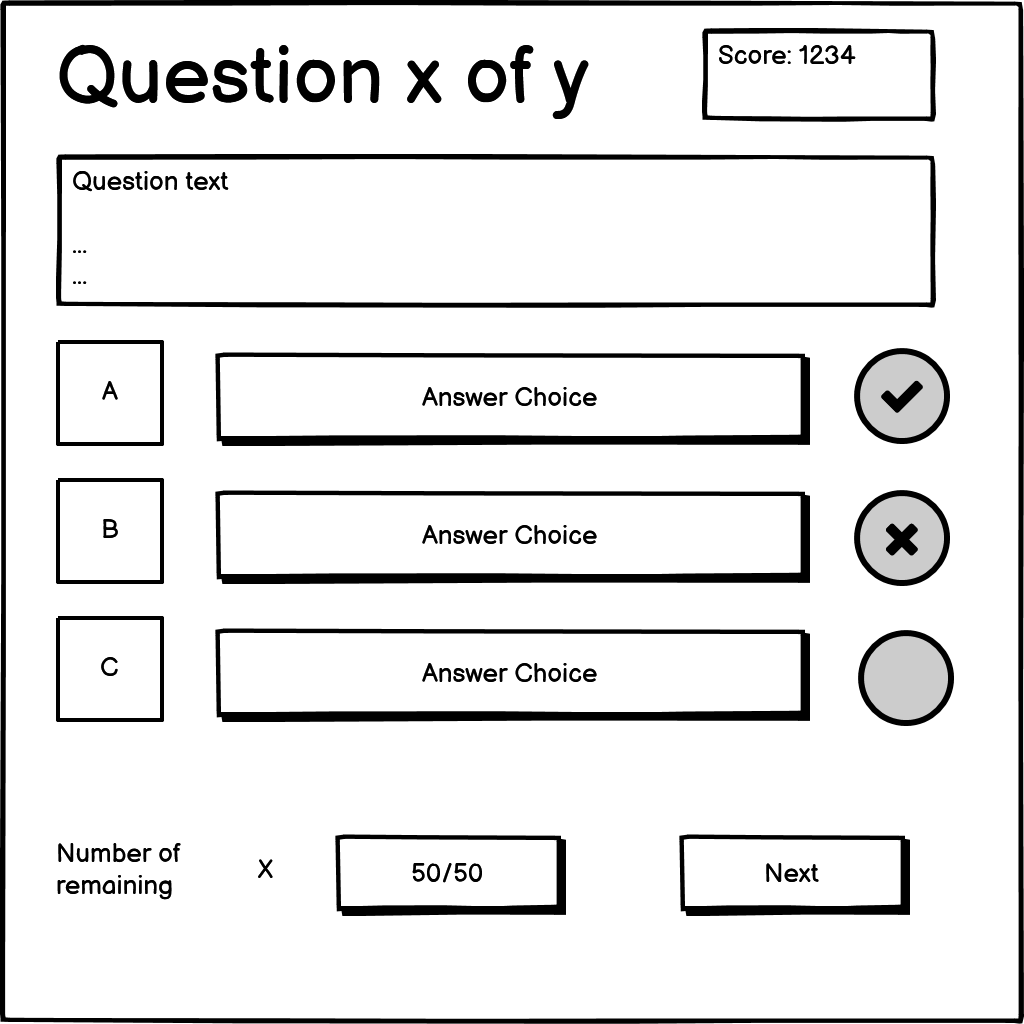 Question x of y
Score: 1234
Question text
...
...
A
Answer Choice
B
Answer Choice
C
Answer Choice
Number of
remaining
X
50/50
Next